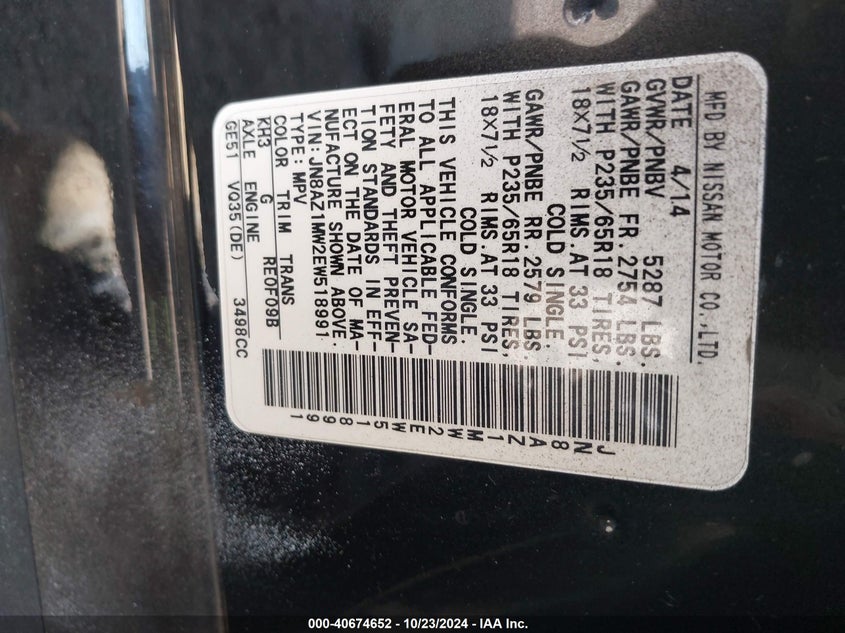 MFD BY NISSAN MOTOR CO.,LTD.
DATE 4/14
GVWR/PNBV 5287 LBS.
GAWR/PNBE FR. 2754 LBS.
WITH P235/65R18 TIRES,
18X7½ RIMS.AT 33 PSI
COLD SINGLE.
GAWR/PNBE RR. 2579 LBS.
WITH P235/65R18 TIRES,
18X7½ RIMS.AT 33 PSI
COLD SINGLE.
THIS VEHICLE CONFORMS
TO ALL APPLICABLE FED-
ERAL MOTOR VEHICLE SA-
FETY AND THEFT PREVEN-
TION STANDARDS IN EFF-
ECT ON THE DATE OF MA-
NUFACTURE SHOWN ABOVE.
VIN: JN8AZ1MW2EW518991
TYPE: MPV
COLOR TRIM TRANS
KH3 G RE0F09B
AXLE ENGINE
GE51 VQ35(DE) 3498CC
JN8AZ1MW2EW518991
000-40674652 - 10/23/2024 - IAA Inc.